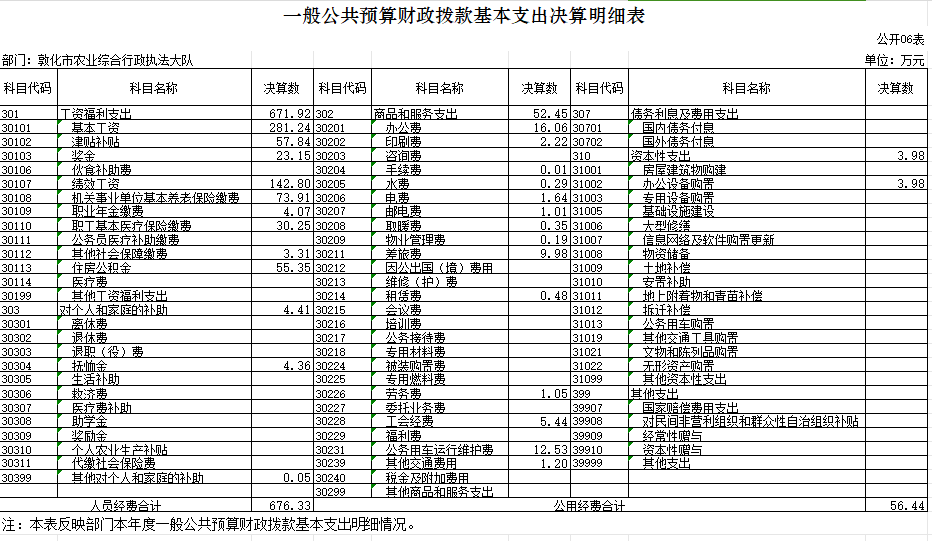 一般公共预算财政拨款基本支出决算明细表
公开06表
部门：敦化市农业综合行政执法大队 单位：万元
科目代码 科目名称 决算数 科目代码 科目名称 决算数 科目代码 科目名称 决算数
301 工资福利支出 671.92 302 商品和服务支出 52.45 307 债务利息及费用支出
30101 基本工资 281.24 30201 办公费 16.06 30701 国内债务付息
30102 津贴补贴 57.84 30202 印刷费 2.22 30702 国外债务付息
30103 奖金 23.15 30203 咨询费 310 资本性支出 3.98
30106 伙食补助费 30204 手续费 0.01 31001 房屋建筑物购建
30107 绩效工资 142.80 30205 水费 0.29 31002 办公设备购置 3.98
30108 机关事业单位基本养老保险缴费 73.91 30206 电费 1.64 31003 专用设备购置
30109 职业年金缴费 4.07 30207 邮电费 1.01 31005 基础设施建设
30110 职工基本医疗保险缴费 30.25 30208 取暖费 0.35 31006 大型修缮
30111 公务员医疗补助缴费 30209 物业管理费 0.19 31007 信息网络及软件购置更新
30112 其他社会保障缴费 3.31 30211 差旅费 9.98 31008 物资储备
30113 住房公积金 55.35 30212 因公出国（境）费用 31009 土地补偿
30114 医疗费 30213 维修（护）费 31010 安置补助
30199 其他工资福利支出 30214 租赁费 0.48 31011 地上附着物和青苗补偿
303 对个人和家庭的补助 4.41 30215 会议费 31012 拆迁补偿
30301 离休费 30216 培训费 31013 公务用车购置
30302 退休费 30217 公务接待费 31019 其他交通工具购置
30303 退职（役）费 30218 专用材料费 31021 文物和陈列品购置
30304 抚恤金 4.36 30224 被装购置费 31022 无形资产购置
30305 生活补助 30225 专用燃料费 31099 其他资本性支出
30306 救济费 30226 劳务费 1.05 399 其他支出
30307 医疗费补助 30227 委托业务费 39907 国家赔偿费用支出
30308 助学金 30228 工会经费 5.44 39908 对民间非营利组织和群众性自治组织补贴
30309 奖励金 30229 福利费 39909 经常性赠与
30310 个人农业生产补贴 30231 公务用车运行维护费 12.53 39910 资本性赠与
30311 代缴社会保险费 30239 其他交通费用 1.20 39999 其他支出
30399 其他对个人和家庭的补助 0.05 30240 税金及附加费用
30299 其他商品和服务支出
人员经费合计 676.33 公用经费合计 56.44
注：本表反映部门本年度一般公共预算财政拨款基本支出明细情况。